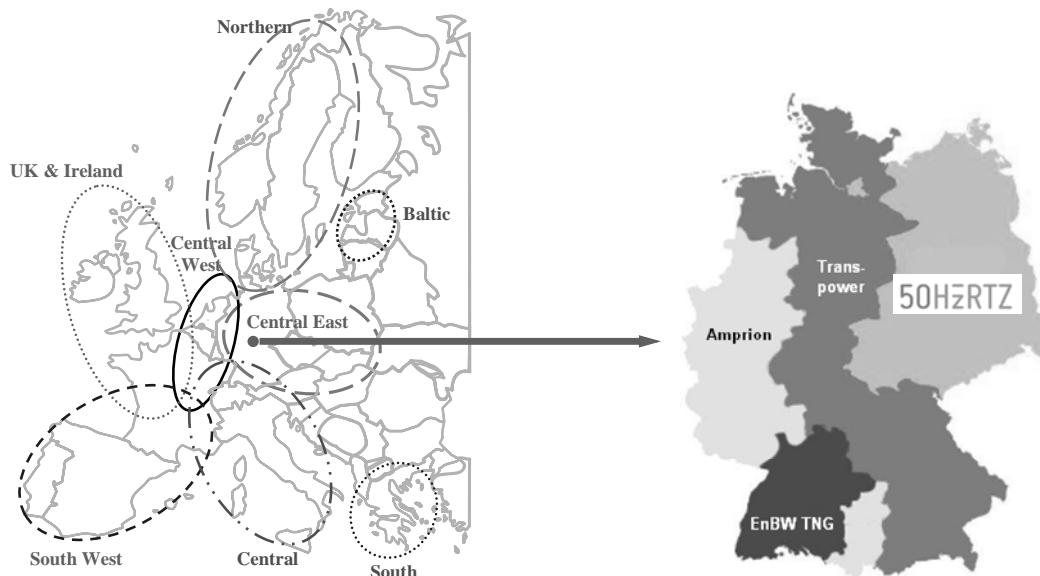 Northern
UK & Ireland
Baltic
Central
West
Central East
South West
Central
South
Trans-
power
50HzRTZ
Amprion
EnBW TNG